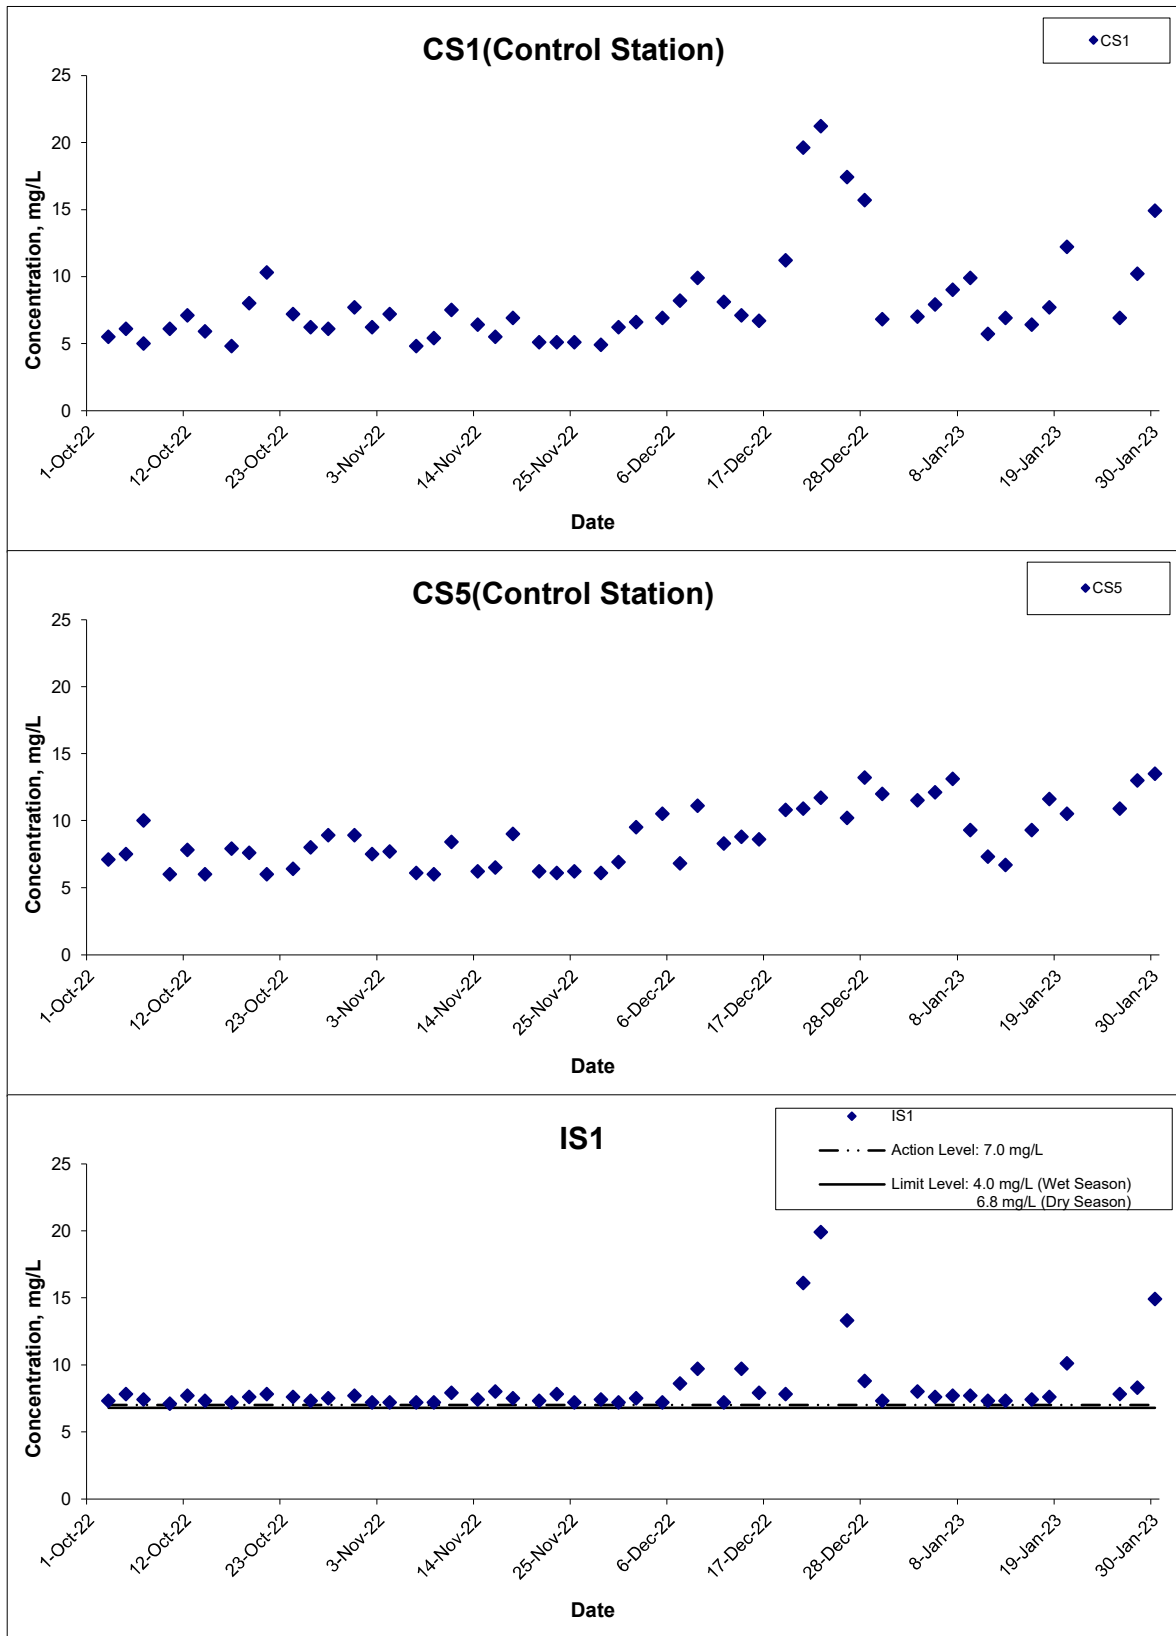 CS1(Control Station)
CS1
25
20
15
10
5
0
Concentration, mg/L
1-Oct-22
12-Oct-22
23-Oct-22
3-Nov-22
14-Nov-22
25-Nov-22
6-Dec-22
17-Dec-22
28-Dec-22
8-Jan-23
19-Jan-23
30-Jan-23
Date
CS5(Control Station)
CS5
25
20
15
10
5
0
Concentration, mg/L
1-Oct-22
12-Oct-22
23-Oct-22
3-Nov-22
14-Nov-22
25-Nov-22
6-Dec-22
17-Dec-22
28-Dec-22
8-Jan-23
19-Jan-23
30-Jan-23
Date
IS1
IS1
Action Level: 7.0 mg/L
Limit Level: 4.0 mg/L (Wet Season)
6.8 mg/L (Dry Season)
25
20
15
10
5
0
Concentration, mg/L
1-Oct-22
12-Oct-22
23-Oct-22
3-Nov-22
14-Nov-22
25-Nov-22
6-Dec-22
17-Dec-22
28-Dec-22
8-Jan-23
19-Jan-23
30-Jan-23
Date